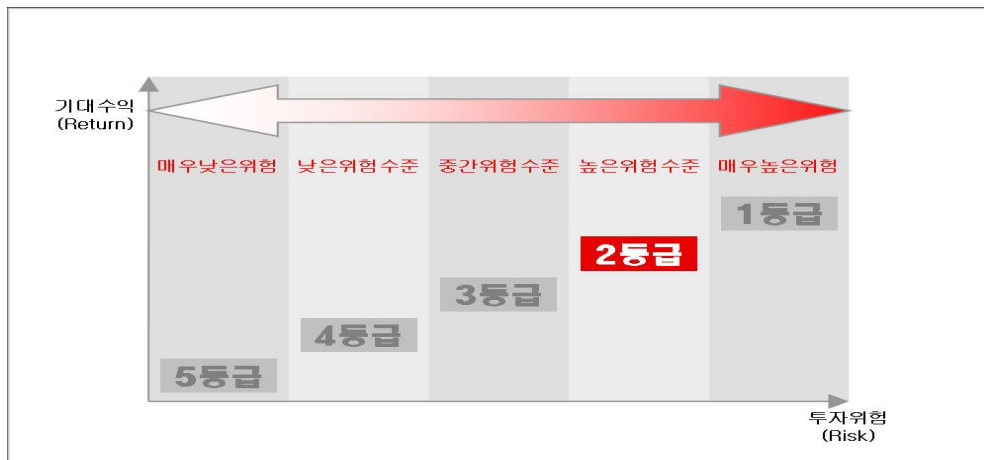 기대수익
(Return)
매우낮은위험 낮은위험수준 중간위험수준 높은위험수준 매우높은위험
1등급
2등급
3등급
4등급
5등급
투자위험
(Risk)